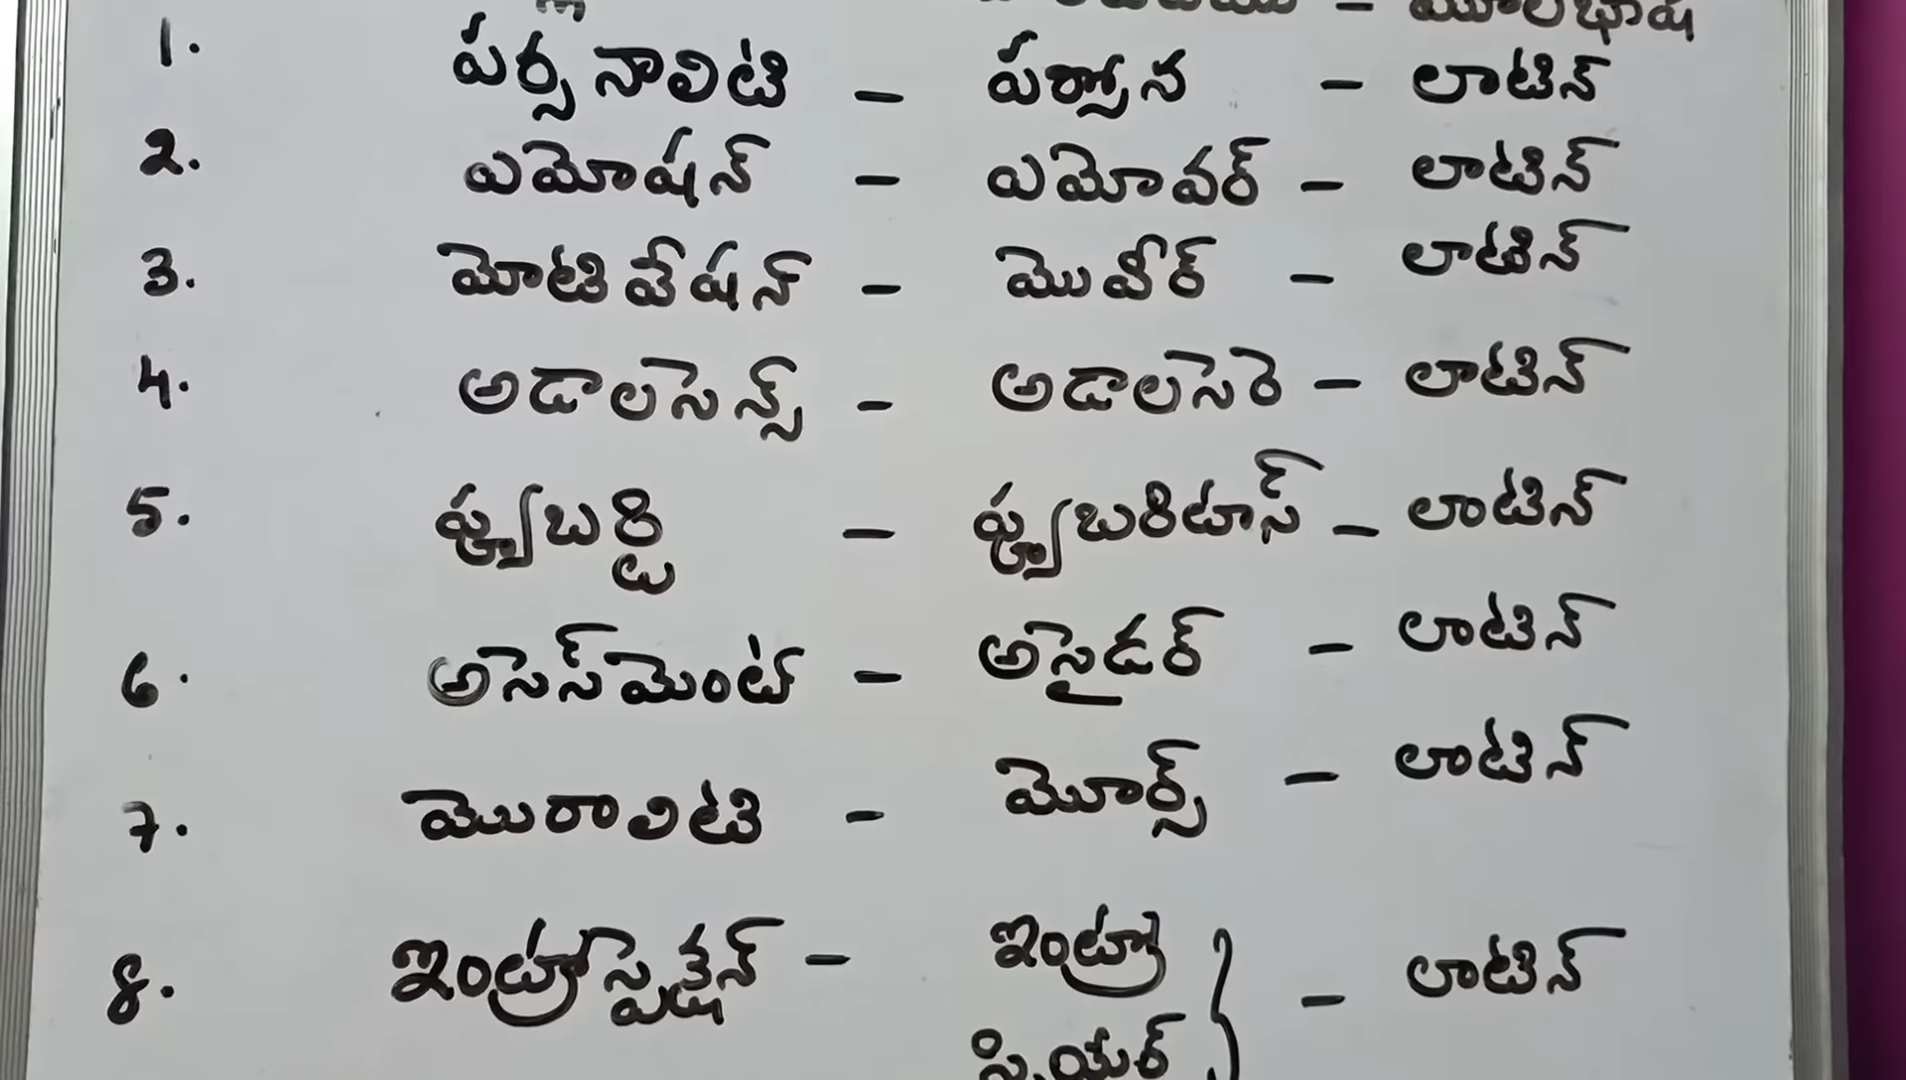 – మూలభాష
1. పర్సనాలిటి – పర్సోన – లాటిన్
2. ఎమోషన్ – ఎమోవర్ – లాటిన్
3. మోటివేషన్ – మొవీర్ – లాటిన్
4. అడాలసెన్స్ – అడాలసెరె – లాటిన్
5. ప్యుబర్టి – ప్యుబరిటాస్ – లాటిన్
6. అసెస్‌మెంట్ – అసైడర్ – లాటిన్
7. మొరాలిటి – మోర్స్ – లాటిన్
8. ఇంట్రోస్పెక్షన్ – ఇంట్రో } – లాటిన్
స్పియర్